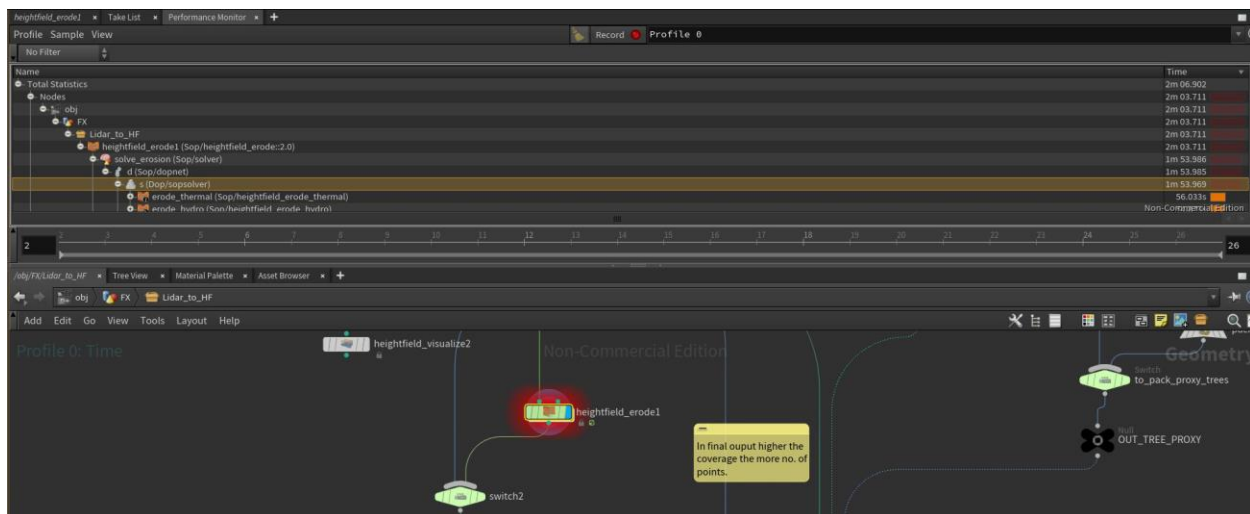 heightfield_erode1 × Take List × Performance Monitor × +
Profile Sample View Record Profile 0
No Filter
Name Time
Total Statistics 2m 06.902
Nodes 2m 03.711
obj 2m 03.711
FX 2m 03.711
Lidar_to_HF 2m 03.711
heightfield_erode1 (Sop/heightfield_erode::2.0) 2m 03.711
solve_erosion (Sop/solver) 1m 53.986
d (Sop/dopnet) 1m 53.985
s (Dop/sopsolver) 1m 53.969
erode_thermal (Sop/heightfield_erode_thermal) 56.033s
erode_hydro (Sop/heightfield_erode_hydro) Non-Commercial Edition
2 2 3 4 5 6 7 8 9 10 11 12 13 14 15 16 17 18 19 20 21 22 23 24 25 26 26
/obj/FX/Lidar_to_HF × Tree View × Material Palette × Asset Browser × +
obj FX Lidar_to_HF
Add Edit Go View Tools Layout Help
Profile 0: Time
heightfield_visualize2
Non-Commercial Edition
Geometry
Switch
to_pack_proxy_trees
heightfield_erode1
In final ouput higher the
coverage the more no. of
points.
Null
OUT_TREE_PROXY
switch2